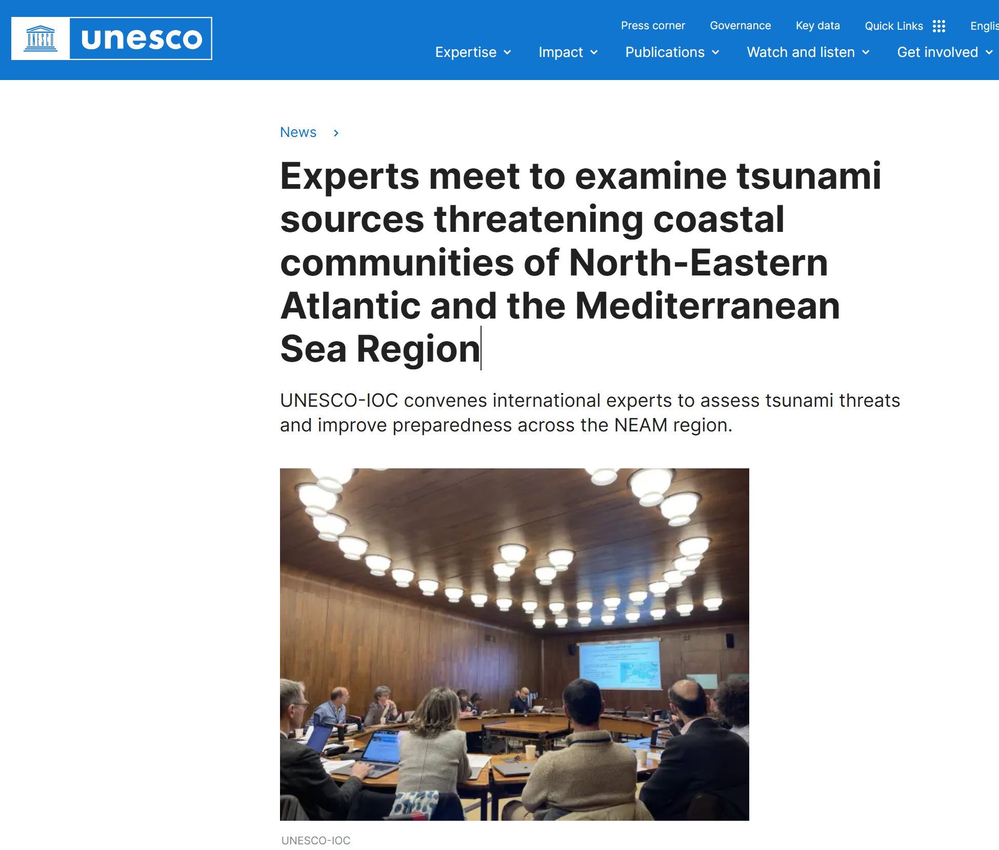 UNESCO
unesco
Press corner
Governance
Key data
Quick Links
Englis
Expertise
Impact
Publications
Watch and listen
Get involved
News
Experts meet to examine tsunami
sources threatening coastal
communities of North-Eastern
Atlantic and the Mediterranean
Sea Region
UNESCO-IOC convenes international experts to assess tsunami threats
and improve preparedness across the NEAM region.
UNESCO-IOC